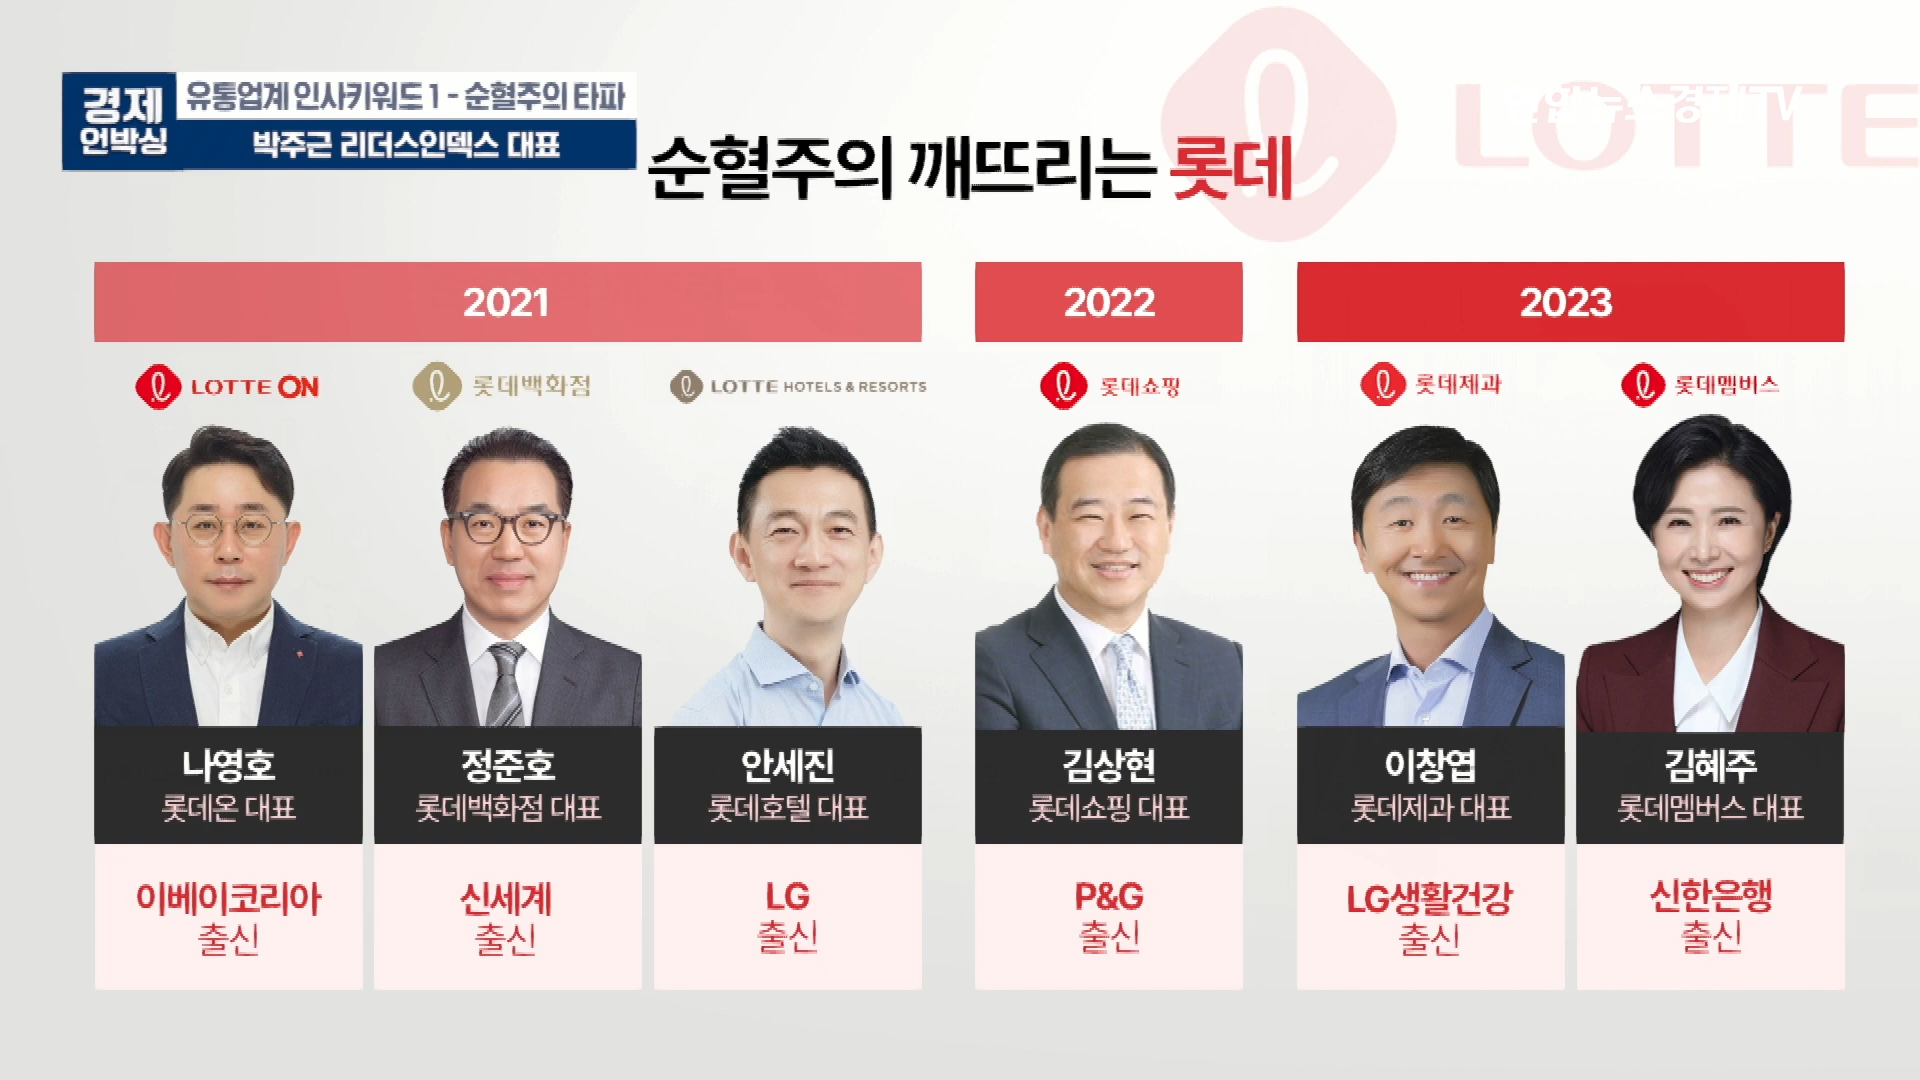 경제
언박싱
유통업계 인사키워드 1 - 순혈주의 타파
박주근 리더스인덱스 대표
연합뉴스경제TV
LOTTE
순혈주의 깨뜨리는 롯데
2021
2022
2023
LOTTE ON
롯데백화점
LOTTE HOTELS & RESORTS
롯데쇼핑
롯데제과
롯데멤버스
나영호
롯데온 대표
이베이코리아
출신
정준호
롯데백화점 대표
신세계
출신
안세진
롯데호텔 대표
LG
출신
김상현
롯데쇼핑 대표
P&G
출신
이창엽
롯데제과 대표
LG생활건강
출신
김혜주
롯데멤버스 대표
신한은행
출신